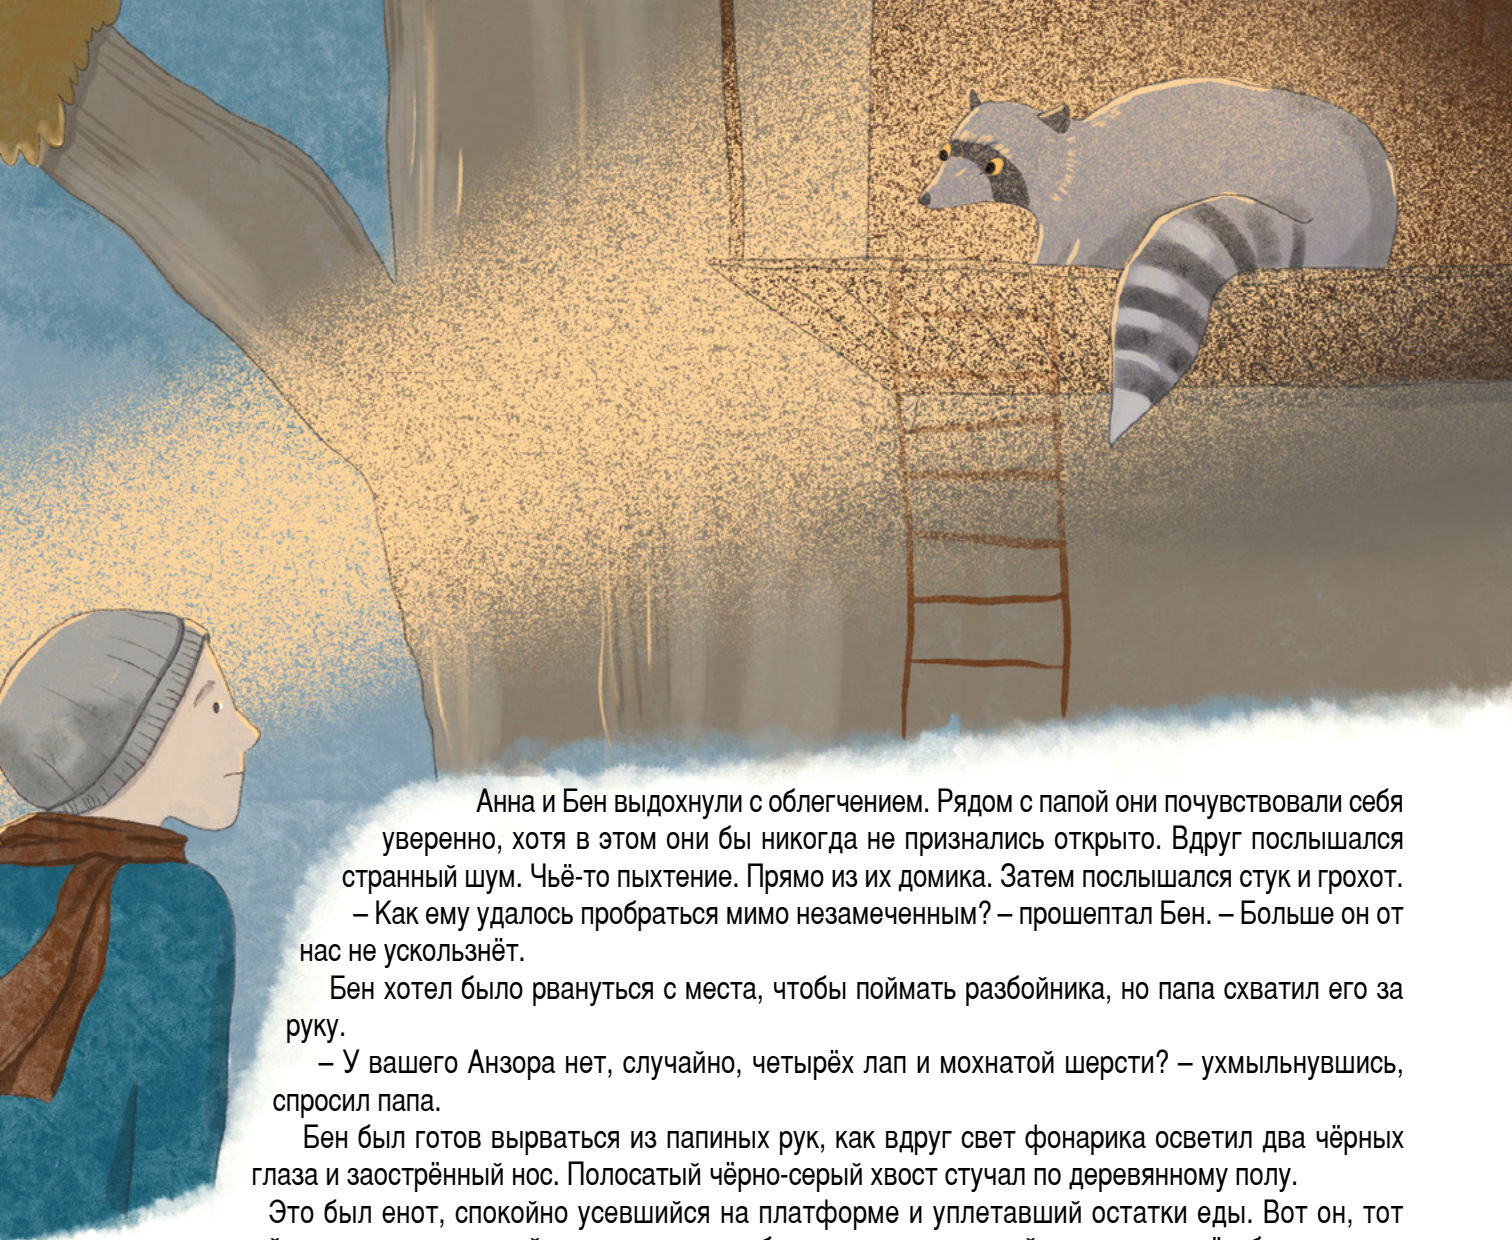 Анна и Бен выдохнули с облегчением. Рядом с папой они почувствовали себя
уверенно, хотя в этом они бы никогда не признались открыто. Вдруг послышался
странный шум. Чьё-то пыхтение. Прямо из их домика. Затем послышался стук и грохот.
– Как ему удалось пробраться мимо незамеченным? – прошептал Бен. – Больше он от
нас не ускользнёт.
Бен хотел было рвануться с места, чтобы поймать разбойника, но папа схватил его за
руку.
– У вашего Анзора нет, случайно, четырёх лап и мохнатой шерсти? – ухмыльнувшись,
спросил папа.
Бен был готов вырваться из папиных рук, как вдруг свет фонарика осветил два чёрных
глаза и заострённый нос. Полосатый чёрно-серый хвост стучал по деревянному полу.
Это был енот, спокойно усевшийся на платформе и уплетавший остатки еды. Вот он, тот